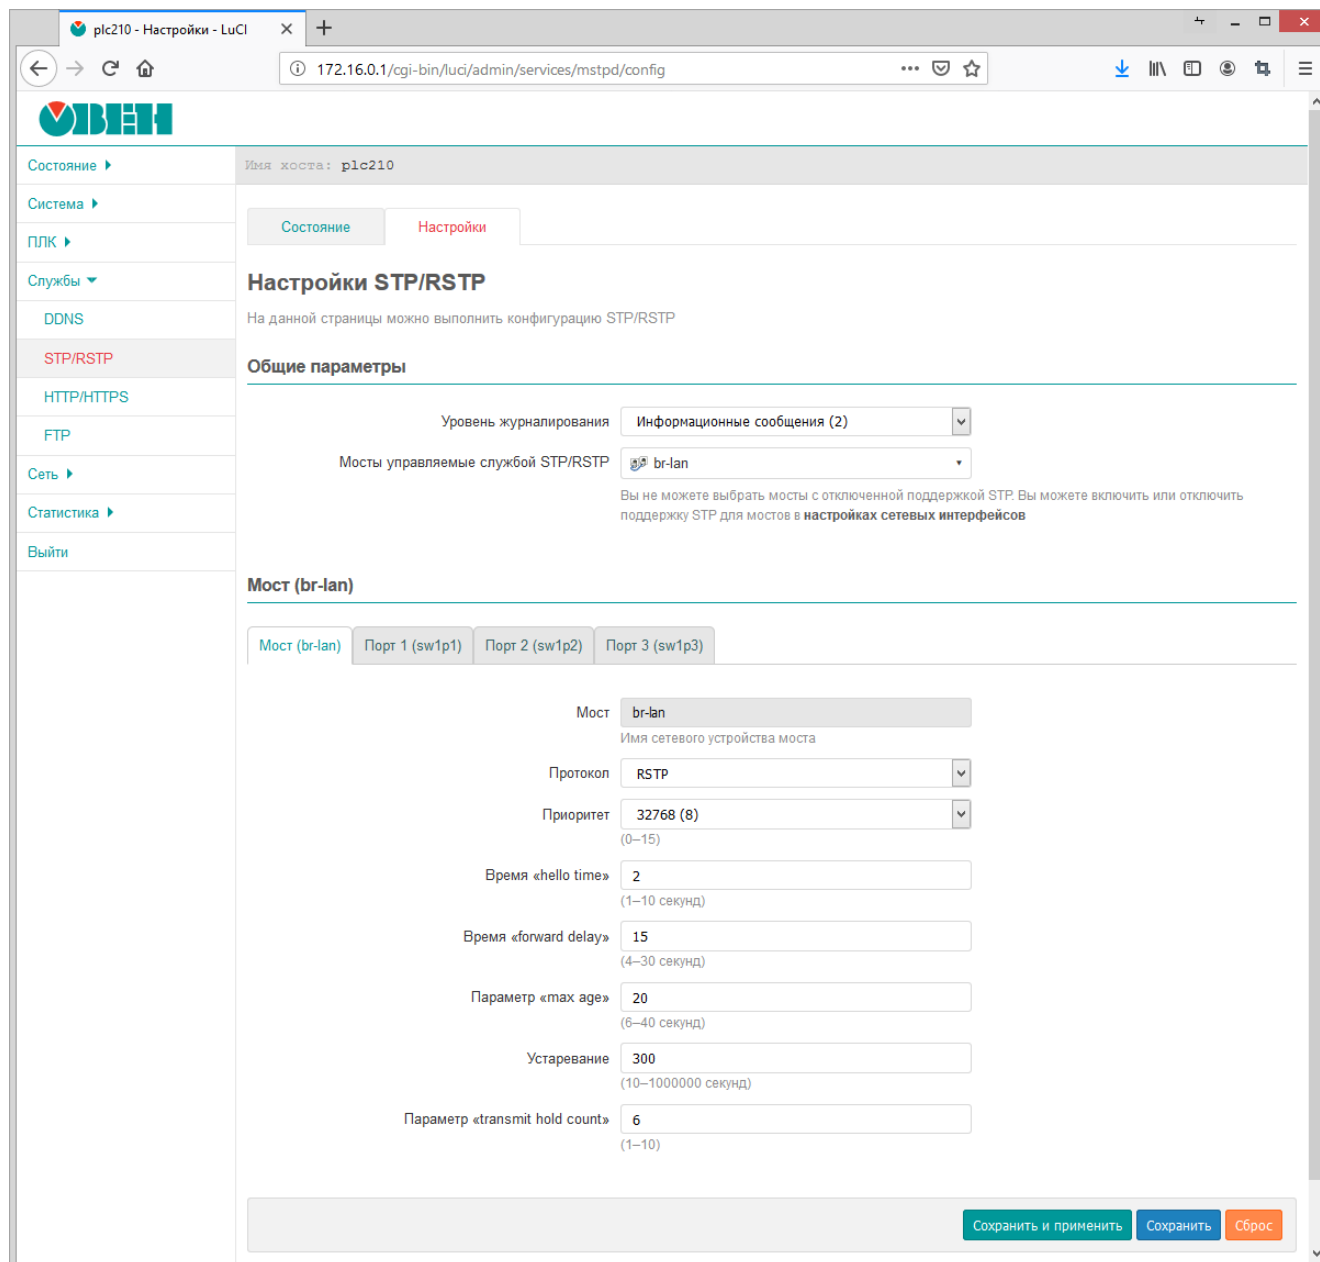 plc210 - Настройки - LuCI
172.16.0.1/cgi-bin/luci/admin/services/mstpd/config
ОВЕН
Состояние
Имя хоста: plc210
Система
ПЛК
Службы
DDNS
STP/RSTP
HTTP/HTTPS
FTP
Сеть
Статистика
Выйти
Состояние
Настройки
Настройки STP/RSTP
На данной страницы можно выполнить конфигурацию STP/RSTP
Общие параметры
Уровень журналирования
Информационные сообщения (2)
Мосты управляемые службой STP/RSTP
br-lan
Вы не можете выбрать мосты с отключенной поддержкой STP. Вы можете включить или отключить
поддержку STP для мостов в настройках сетевых интерфейсов
Мост (br-lan)
Мост (br-lan)
Порт 1 (sw1p1)
Порт 2 (sw1p2)
Порт 3 (sw1p3)
Мост
br-lan
Имя сетевого устройства моста
Протокол
RSTP
Приоритет
32768 (8)
(0–15)
Время «hello time»
2
(1–10 секунд)
Время «forward delay»
15
(4–30 секунд)
Параметр «max age»
20
(6–40 секунд)
Устаревание
300
(10–1000000 секунд)
Параметр «transmit hold count»
6
(1–10)
Сохранить и применить
Сохранить
Сброс